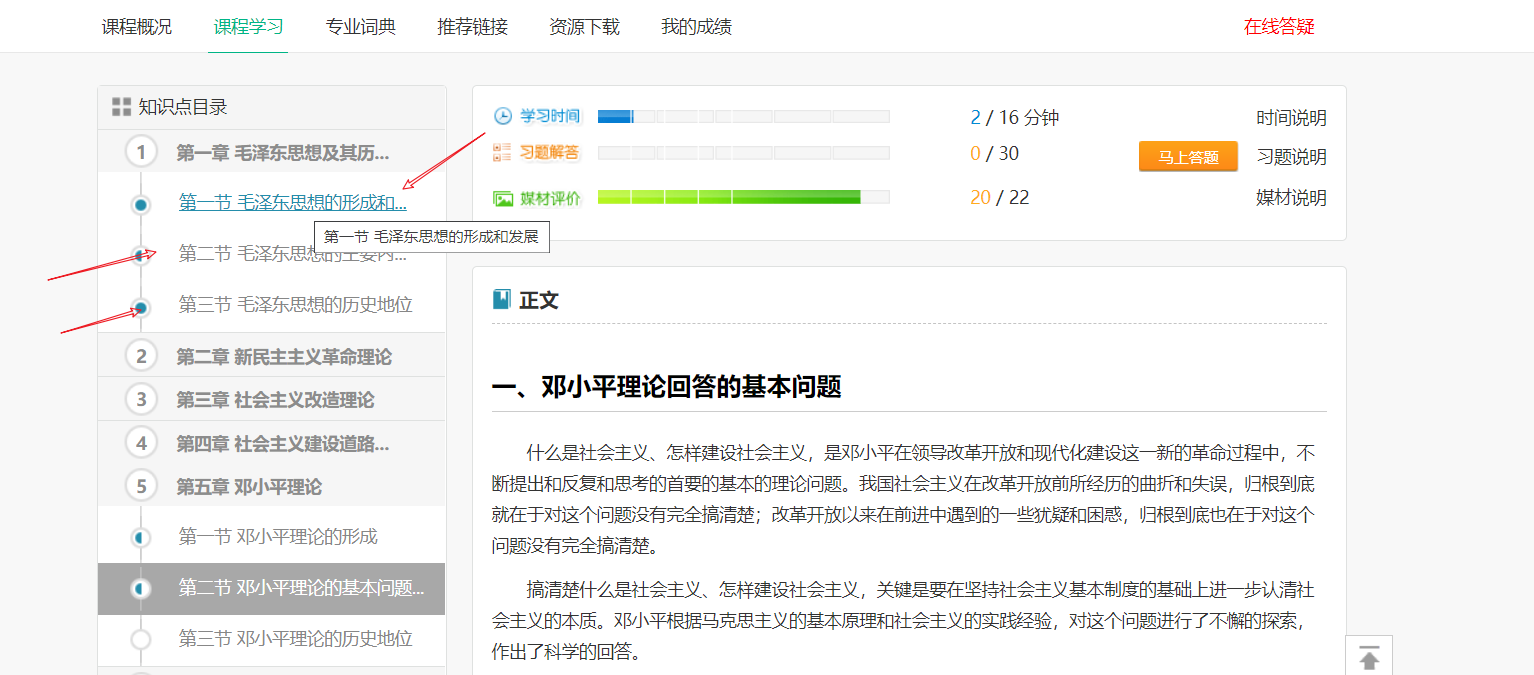 课程概况 课程学习 专业词典 推荐链接 资源下载 我的成绩 在线答疑
知识点目录
1 第一章 毛泽东思想及其历...
第一节 毛泽东思想的形成和...
第一节 毛泽东思想的形成和发展
第二节 毛泽东思想的主要内...
第三节 毛泽东思想的历史地位
2 第二章 新民主主义革命理论
3 第三章 社会主义改造理论
4 第四章 社会主义建设道路...
5 第五章 邓小平理论
第一节 邓小平理论的形成
第二节 邓小平理论的基本问题...
第三节 邓小平理论的历史地位
学习时间 2 / 16 分钟 时间说明
习题解答 0 / 30 马上答题 习题说明
媒材评价 20 / 22 媒材说明
正文
一、邓小平理论回答的基本问题
什么是社会主义、怎样建设社会主义，是邓小平在领导改革开放和现代化建设这一新的革命过程中，不
断提出和反复和思考的首要的基本的理论问题。我国社会主义在改革开放前所经历的曲折和失误，归根到底
就在于对这个问题没有完全搞清楚；改革开放以来在前进中遇到的一些犹疑和困惑，归根到底也在于对这个
问题没有完全搞清楚。
搞清楚什么是社会主义、怎样建设社会主义，关键是要在坚持社会主义基本制度的基础上进一步认清社
会主义的本质。邓小平根据马克思主义的基本原理和社会主义的实践经验，对这个问题进行了不懈的探索，
作出了科学的回答。